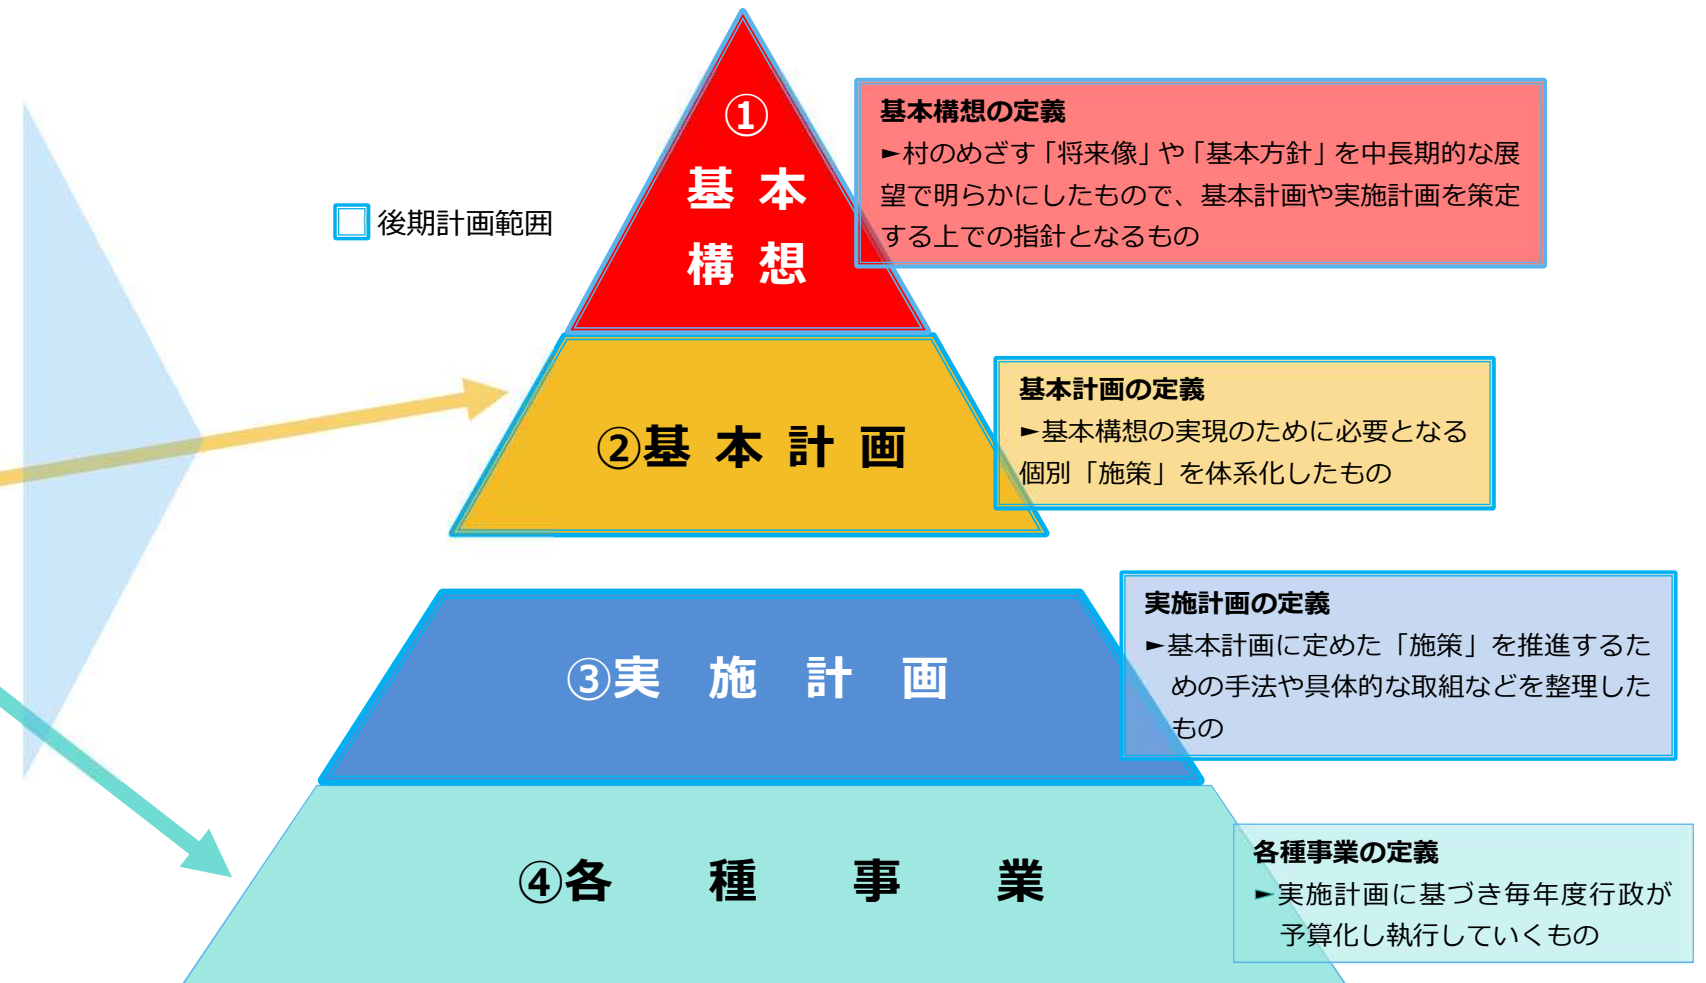 ①
基本
構想
基本構想の定義
►村のめざす「将来像」や「基本方針」を中長期的な展
望で明らかにしたもので、基本計画や実施計画を策定
する上での指針となるもの
後期計画範囲
②基本計画
基本計画の定義
►基本構想の実現のために必要となる
個別「施策」を体系化したもの
③実施計画
実施計画の定義
►基本計画に定めた「施策」を推進するた
めの手法や具体的な取組などを整理した
もの
④各種事業
各種事業の定義
►実施計画に基づき毎年度行政が
予算化し執行していくもの